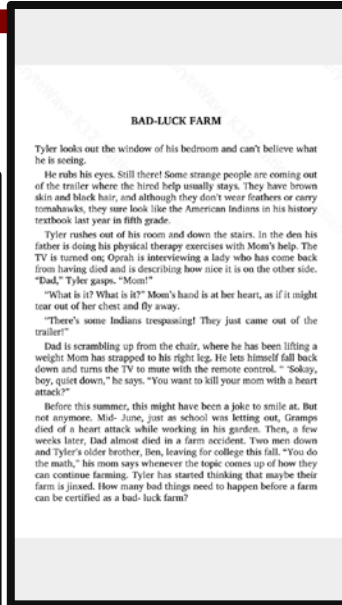 BAD-LUCK FARM
Tyler looks out the window of his bedroom and can't believe what
he is seeing.
He rubs his eyes. Still there! Some strange people are coming out
of the trailer where the hired help usually stays. They have brown
skin and black hair, and although they don't wear feathers or carry
tomahawks, they sure look like the American Indians in his history
textbook last year in fifth grade.
Tyler rushes out of his room and down the stairs. In the den his
father is doing his physical therapy exercises with Mom's help. The
TV is turned on; Oprah is interviewing a lady who has come back
from having died and is describing how nice it is on the other side.
"Dad," Tyler gasps. "Mom!"
"What is it? What is it?" Mom's hand is at her heart, as if it might
tear out of her chest and fly away.
"There's some Indians trespassing! They just came out of the
trailer!"
Dad is scrambling up from the chair, where he has been lifting a
weight Mom has strapped to his right leg. He lets himself fall back
down and turns the TV to mute with the remote control. " 'Sokay,
boy, quiet down," he says. "You want to kill your mom with a heart
attack?"
Before this summer, this might have been a joke to smile at. But
not anymore. Mid- June, just as school was letting out, Gramps
died of a heart attack while working in his garden. Then, a few
weeks later, Dad almost died in a farm accident. Two men down
and Tyler's older brother, Ben, leaving for college this fall. "You do
the math," his mom says whenever the topic comes up of how they
can continue farming. Tyler has started thinking that maybe their
farm is jinxed. How many bad things need to happen before a farm
can be certified as a bad- luck farm?